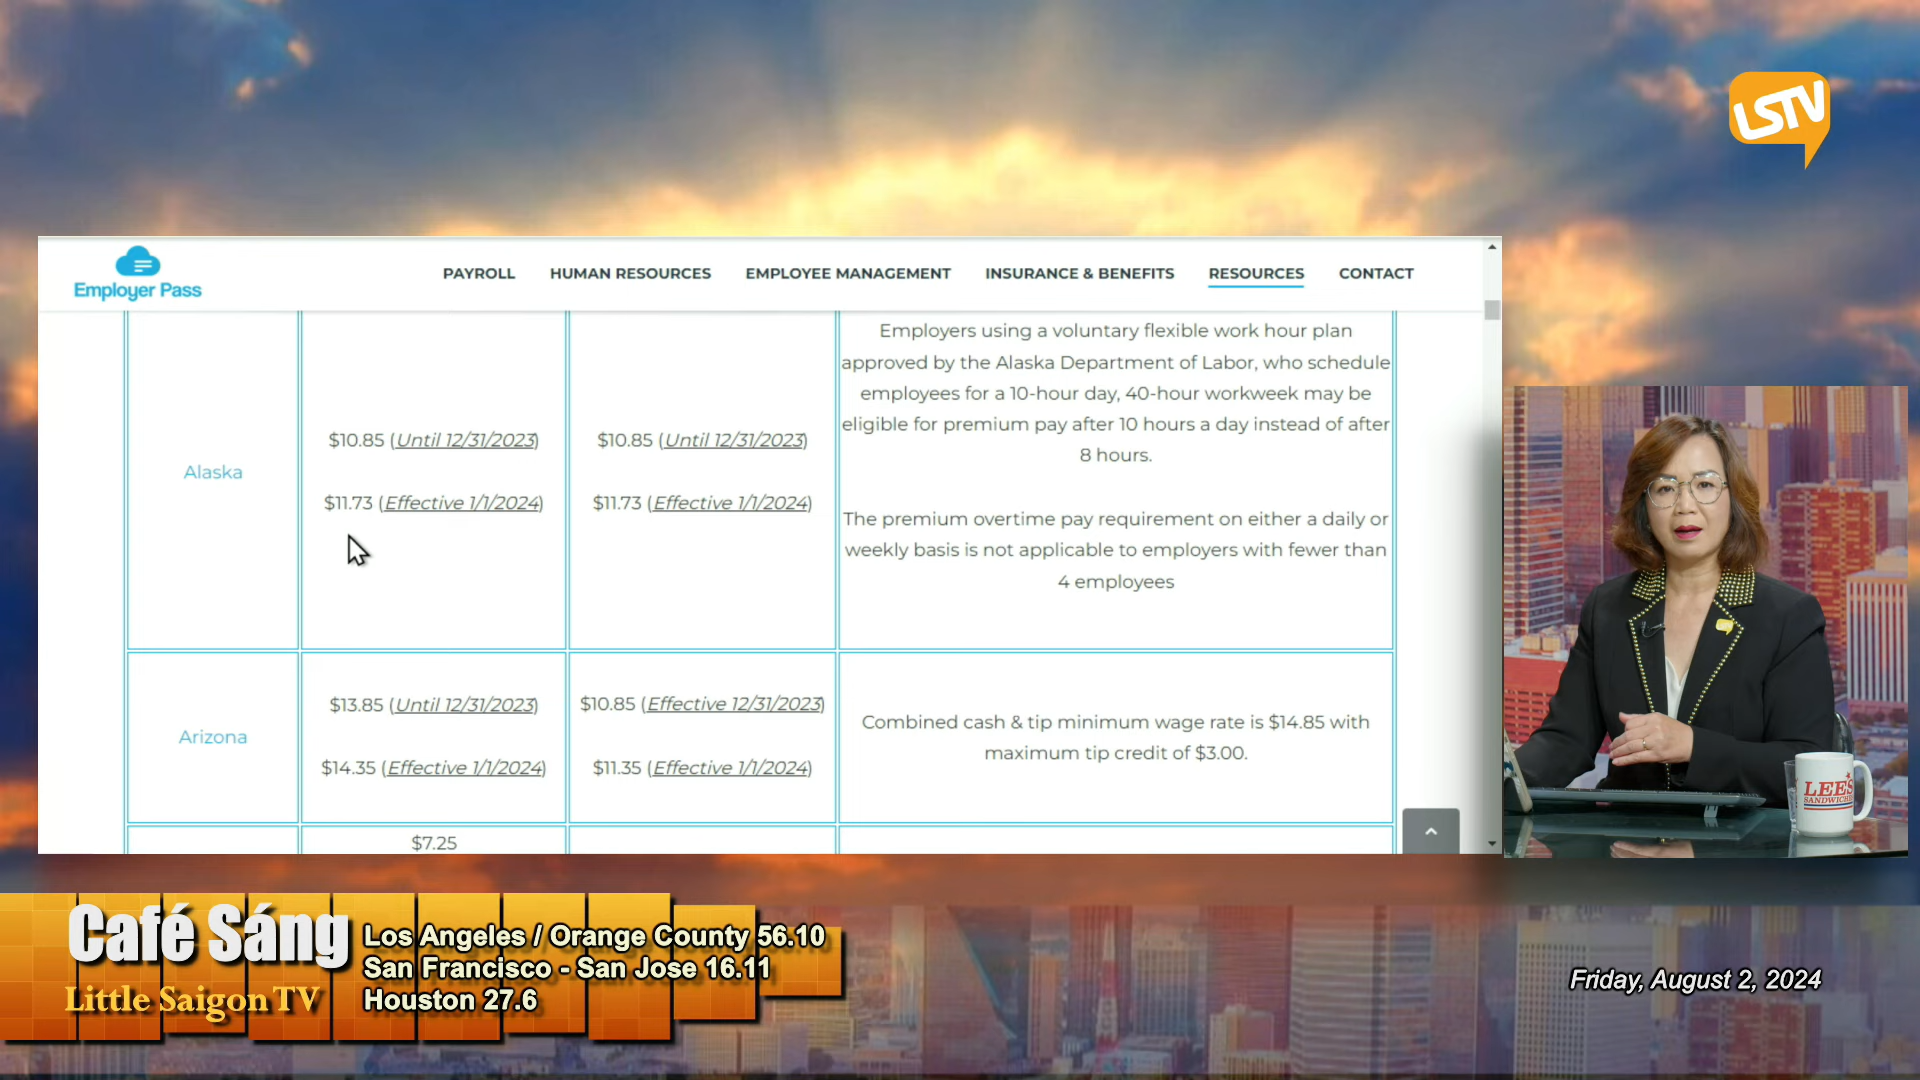 LSTV
Employer Pass
PAYROLL
HUMAN RESOURCES
EMPLOYEE MANAGEMENT
INSURANCE & BENEFITS
RESOURCES
CONTACT
Alaska
$10.85 (Until 12/31/2023)
$11.73 (Effective 1/1/2024)
$10.85 (Until 12/31/2023)
$11.73 (Effective 1/1/2024)
Employers using a voluntary flexible work hour plan
approved by the Alaska Department of Labor, who schedule
employees for a 10-hour day, 40-hour workweek may be
eligible for premium pay after 10 hours a day instead of after
8 hours.
The premium overtime pay requirement on either a daily or
weekly basis is not applicable to employers with fewer than
4 employees
Arizona
$13.85 (Until 12/31/2023)
$14.35 (Effective 1/1/2024)
$10.85 (Effective 12/31/2023)
$11.35 (Effective 1/1/2024)
Combined cash & tip minimum wage rate is $14.85 with
maximum tip credit of $3.00.
$7.25
LSTV
LEE'S
SANDWICHES
Café Sáng
Little Saigon TV
Los Angeles / Orange County 56.10
San Francisco - San Jose 16.11
Houston 27.6
Friday, August 2, 2024